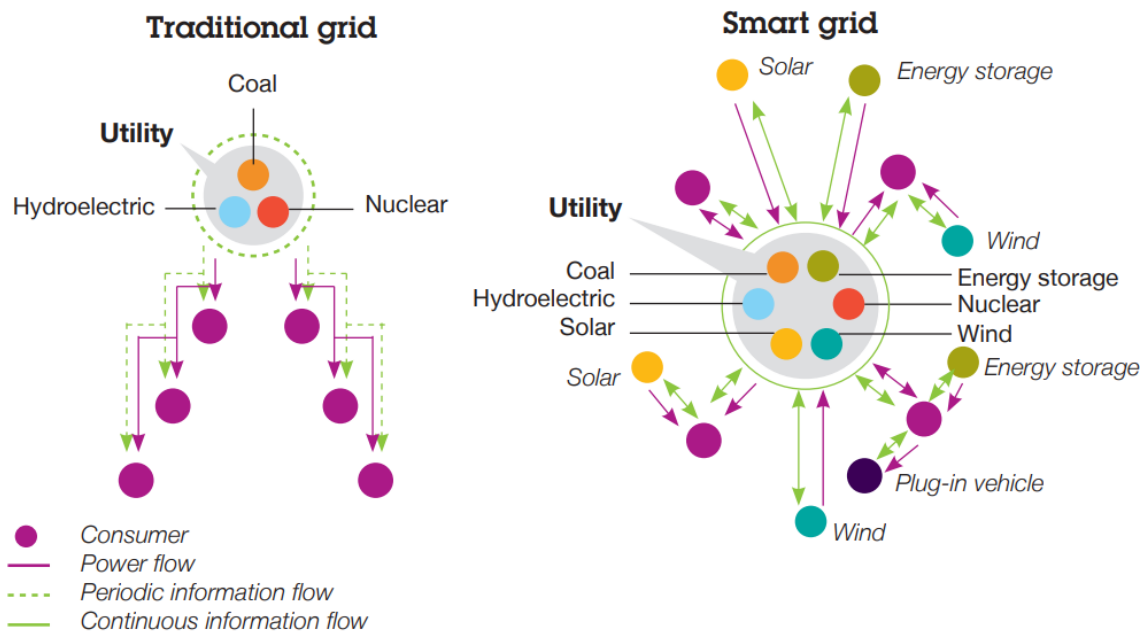 Traditional grid
Coal
Utility
Hydroelectric
Nuclear
Consumer
Power flow
Periodic information flow
Continuous information flow
Smart grid
Solar
Energy storage
Utility
Wind
Coal
Energy storage
Hydroelectric
Nuclear
Solar
Wind
Solar
Energy storage
Plug-in vehicle
Wind